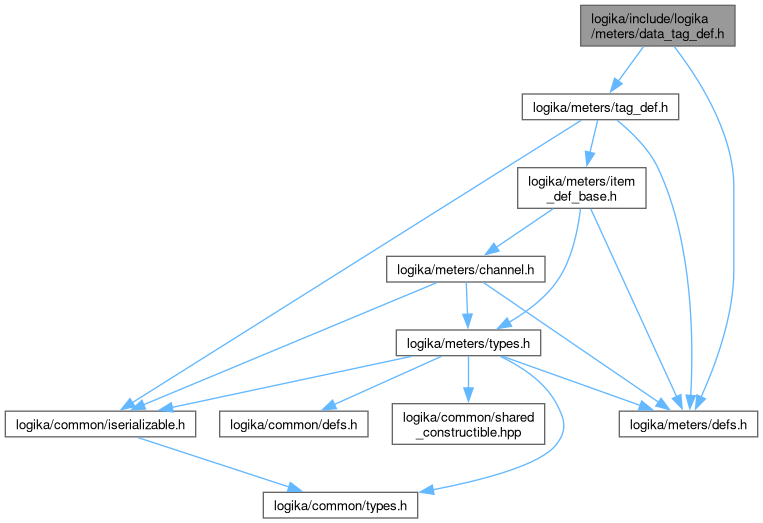 logika/include/logika
/meters/data_tag_def.h
logika/meters/tag_def.h
logika/meters/item
_def_base.h
logika/meters/channel.h
logika/meters/types.h
logika/common/iserializable.h
logika/common/defs.h
logika/common/shared
_constructible.hpp
logika/meters/defs.h
logika/common/types.h